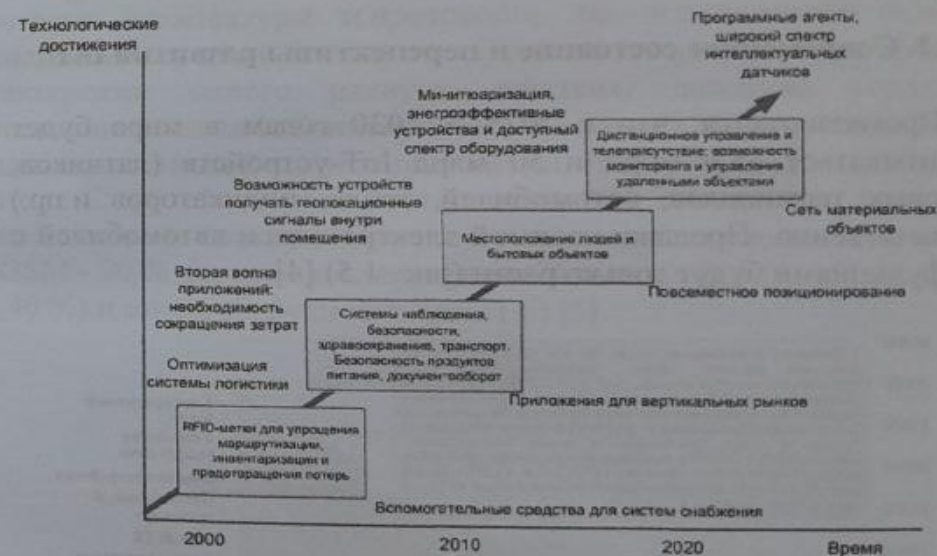 Технологические
достижения
Программные агенты,
широкий спектр
интеллектуальных
датчиков
Миниатюаризация,
энегроэффективные
устройства и доступный
спектр оборудования
Дистанционное управление и
телеприсутствие: возможность
мониторинга и управления
удаленными объектами
Возможность устройств
получать геолокационные
сигналы внутри
помещения
Сеть материальных
объектов
Местоположение людей и
бытовых объектов
Вторая волна
приложений:
необходимость
сокращения затрат
Повсеместное позиционирование
Системы наблюдения,
безопасности,
здравоохранение, транспорт.
Безопасность продуктов
питания, документооборот
Оптимизация
системы логистики
Приложения для вертикальных рынков
RFID-метки для упрощения
маршрутизации,
инвентаризации и
предотвращения потерь
Вспомогательные средства для систем снабжения
2000
2010
2020
Время